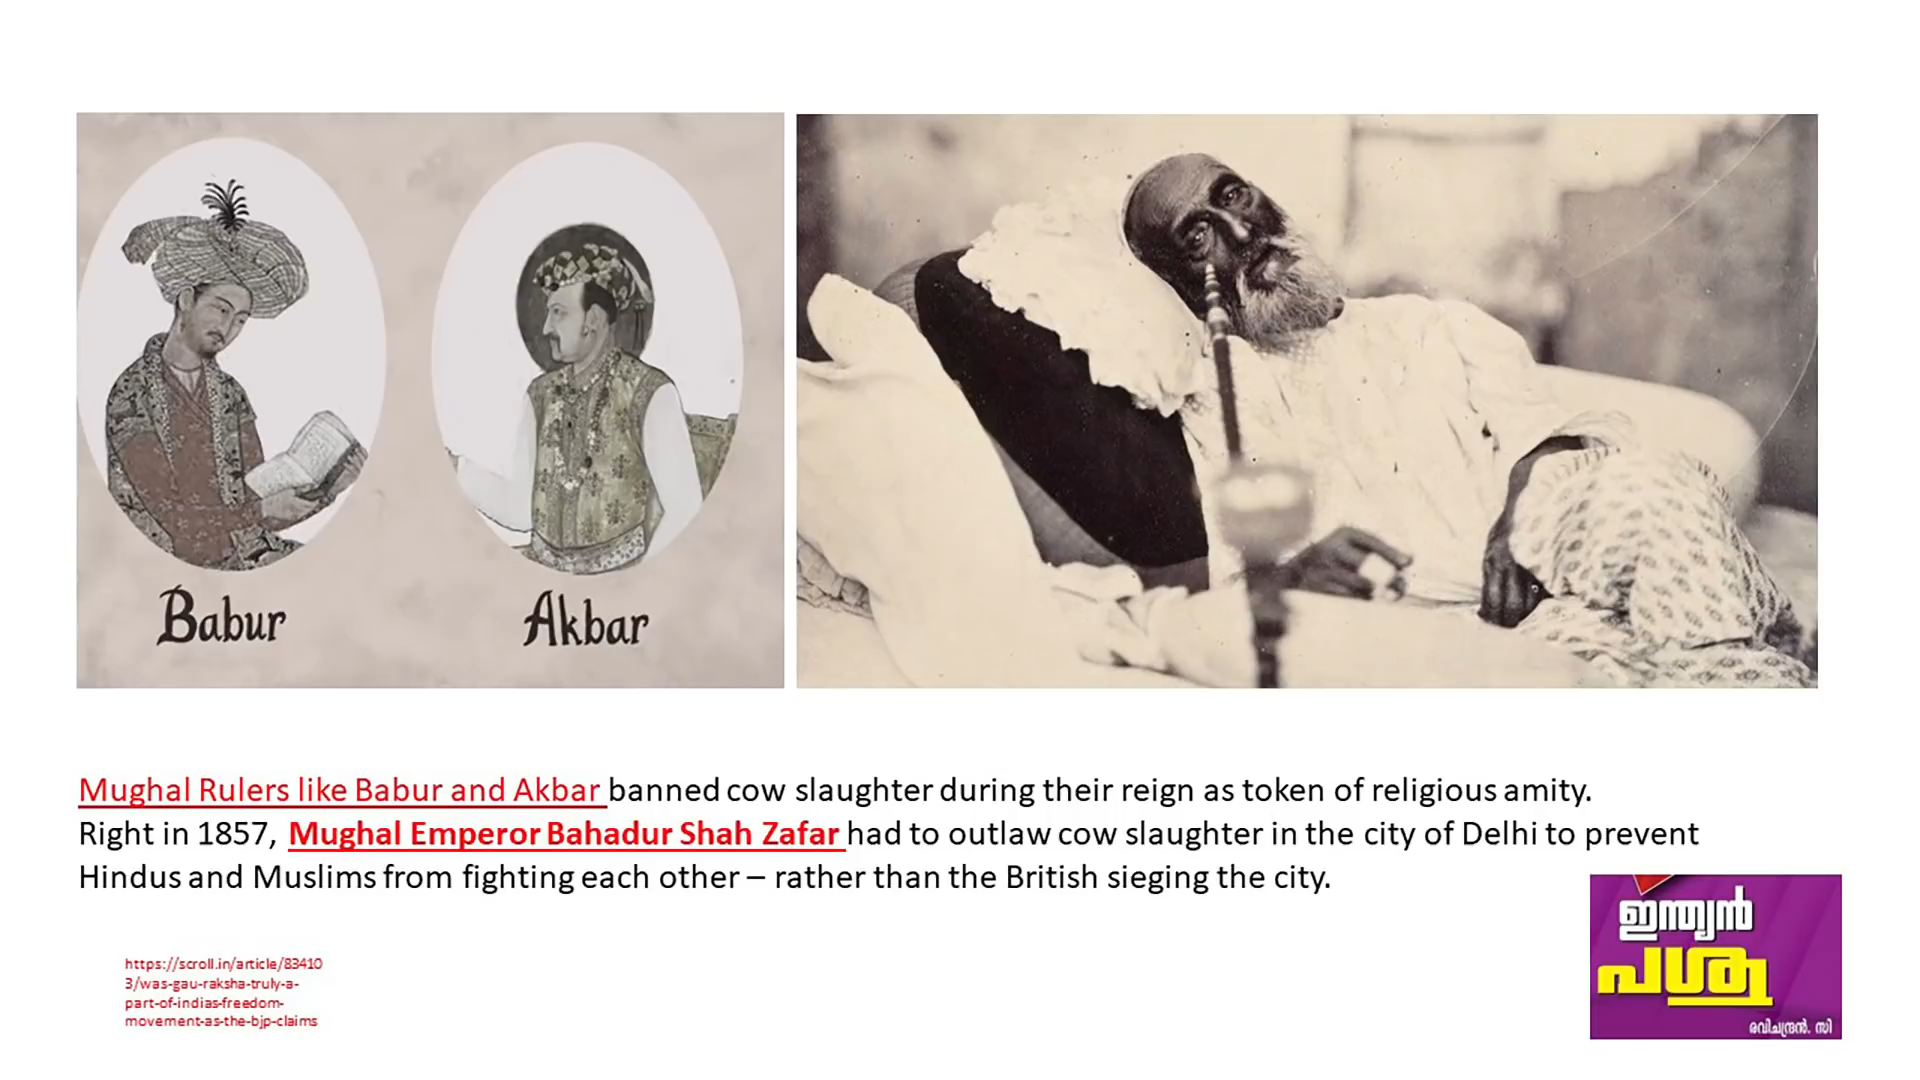 Babur
Akbar
Mughal Rulers like Babur and Akbar banned cow slaughter during their reign as token of religious amity.
Right in 1857, Mughal Emperor Bahadur Shah Zafar had to outlaw cow slaughter in the city of Delhi to prevent
Hindus and Muslims from fighting each other – rather than the British sieging the city.
https://scroll.in/article/83410
3/was-gau-raksha-truly-a-
part-of-indias-freedom-
movement-as-the-bjp-claims
ഇന്ത്യൻ
പശു
രവിചന്ദ്രൻ. സി